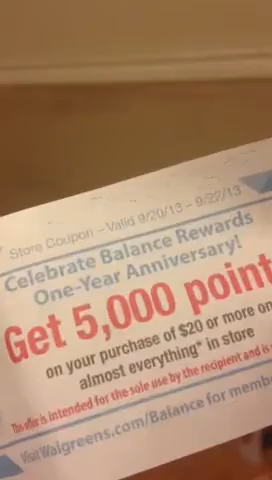 Store Coupon – Valid 9/20/13 – 9/22/13
Celebrate Balance Rewards
One-Year Anniversary!
Get 5,000 point
on your purchase of $20 or more on
almost everything* in store
This offer is intended for the sole use by the recipient and is
Visit Walgreens.com/Balance for memb